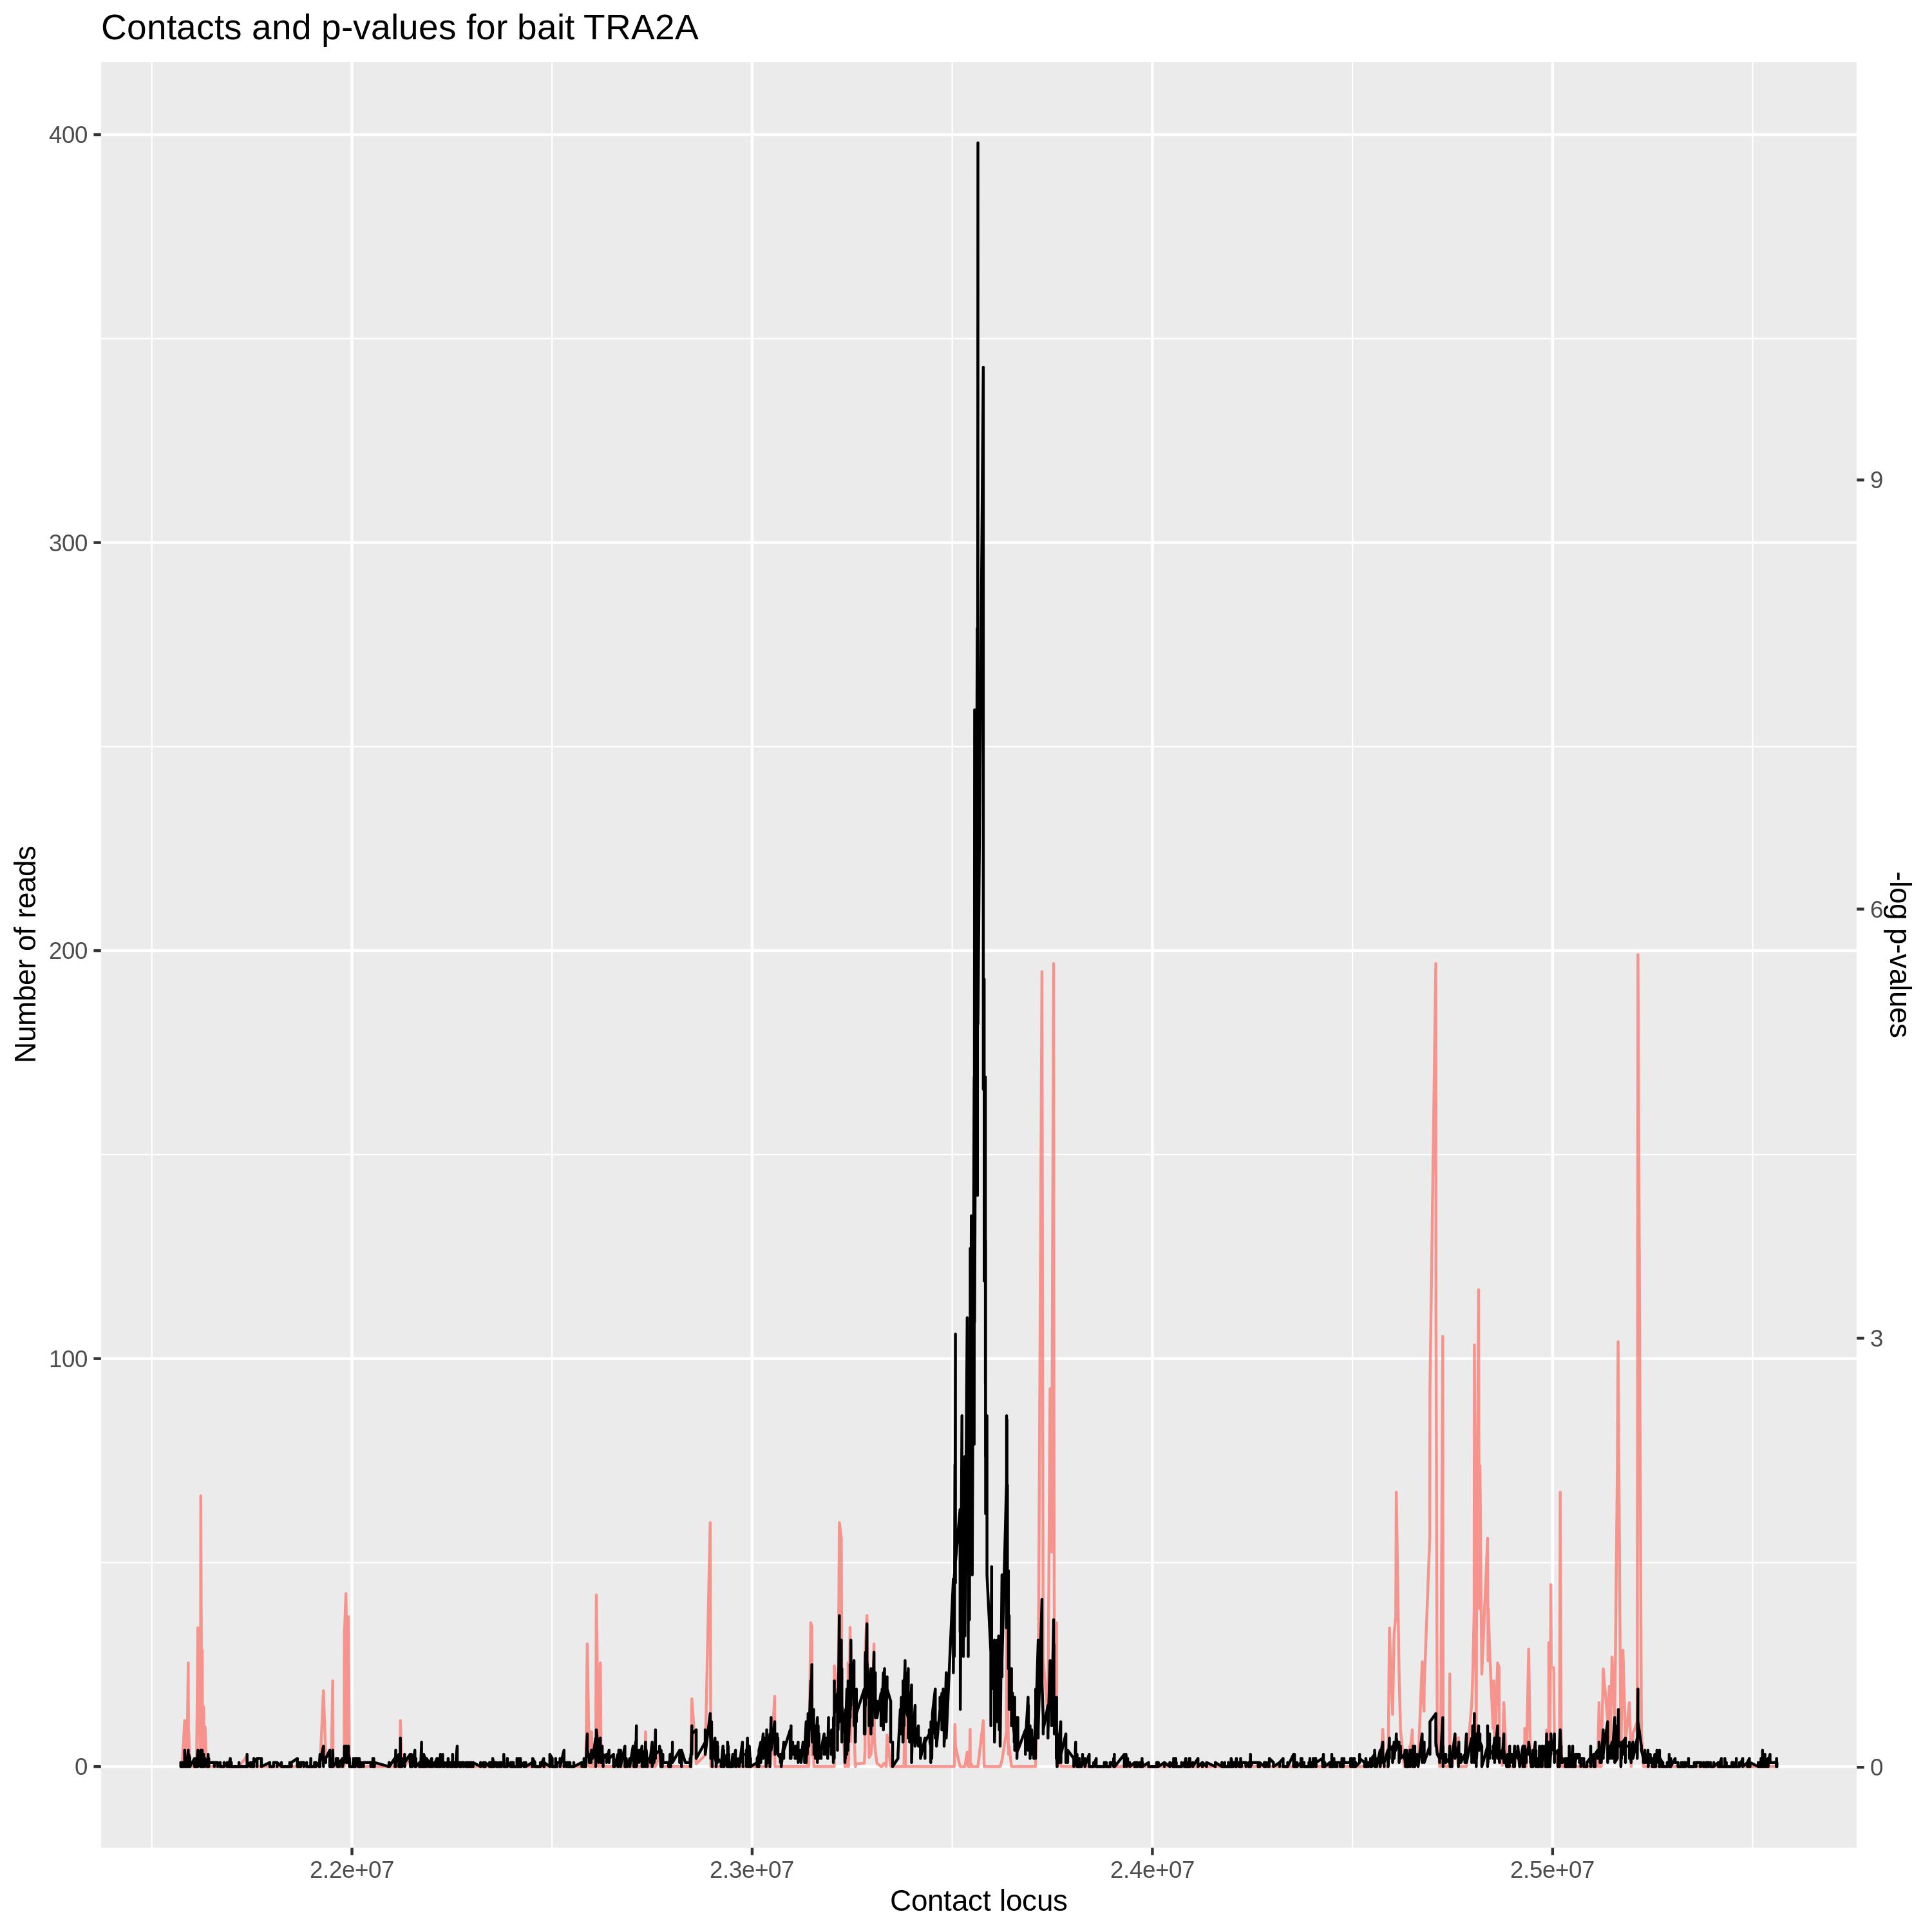 Contacts and p-values for bait TRA2A
400
300
200
100
0
Number of reads
9
6
3
0
-log p-values
2.2e+07
2.3e+07
2.4e+07
2.5e+07
Contact locus